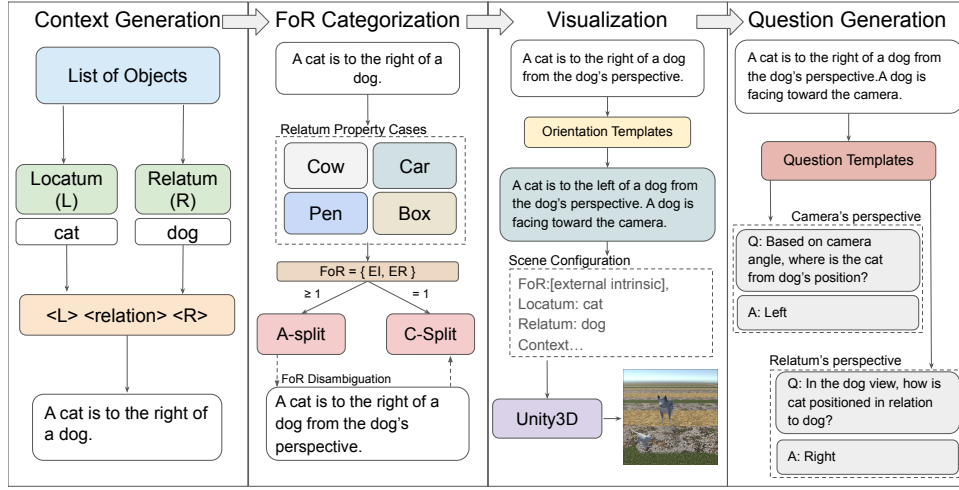 Context Generation
FoR Categorization
Visualization
Question Generation
List of Objects
Locatum
(L)
Relatum
(R)
cat
dog
<L> <relation> <R>
A cat is to the right of
a dog.
A cat is to the right of a
dog.
Relatum Property Cases
Cow
Car
Pen
Box
FoR = { EI, ER }
≥ 1
= 1
A-split
C-Split
FoR Disambiguation
A cat is to the right of a
dog from the dog's
perspective.
A cat is to the right of a dog
from the dog's perspective.
Orientation Templates
A cat is to the left of a dog from
the dog's perspective. A dog is
facing toward the camera.
Scene Configuration
FoR:[external intrinsic],
Locatum: cat
Relatum: dog
Context…
Unity3D
A cat is to the right of a dog from
the dog's perspective.A dog is
facing toward the camera.
Question Templates
Camera's perspective
Q: Based on camera
angle, where is the cat
from dog's position?
A: Left
Relatum's perspective
Q: In the dog view, how is
cat positioned in relation
to dog?
A: Right